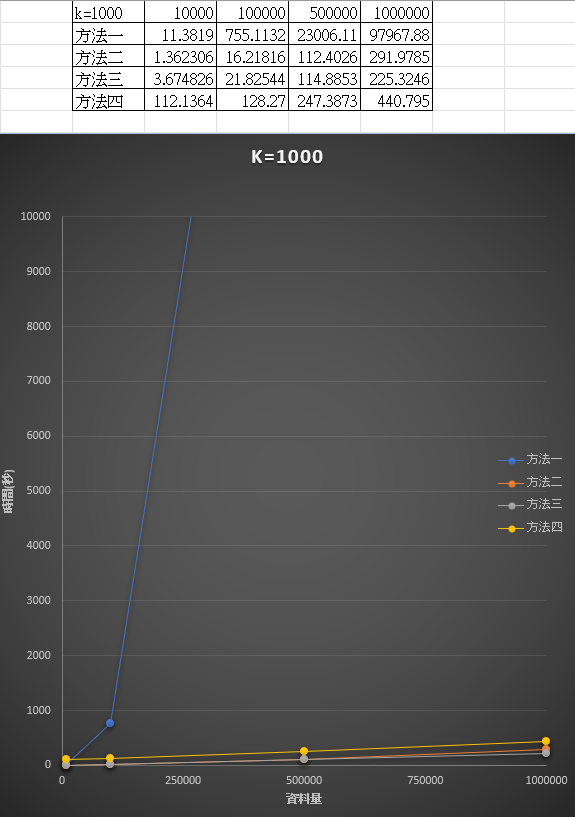 k=1000 10000 100000 500000 1000000
方法一 11.3819 755.1132 23006.11 97967.88
方法二 1.362306 16.21816 112.4026 291.9785
方法三 3.674826 21.82544 114.8853 225.3246
方法四 112.1364 128.27 247.3873 440.795
K=1000
10000
9000
8000
7000
6000
5000
4000
3000
2000
1000
0
時間(秒)
0 250000 500000 750000 1000000
資料量
方法一
方法二
方法三
方法四